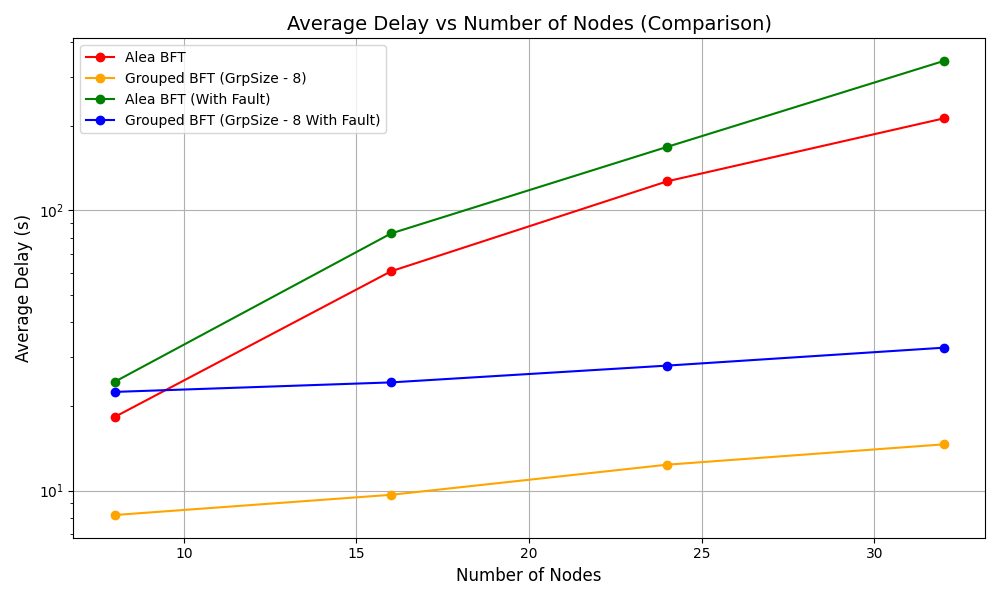 Average Delay vs Number of Nodes (Comparison)
Alea BFT
Grouped BFT (GrpSize - 8)
Alea BFT (With Fault)
Grouped BFT (GrpSize - 8 With Fault)
Average Delay (s)
10²
10¹
10
15
20
25
30
Number of Nodes